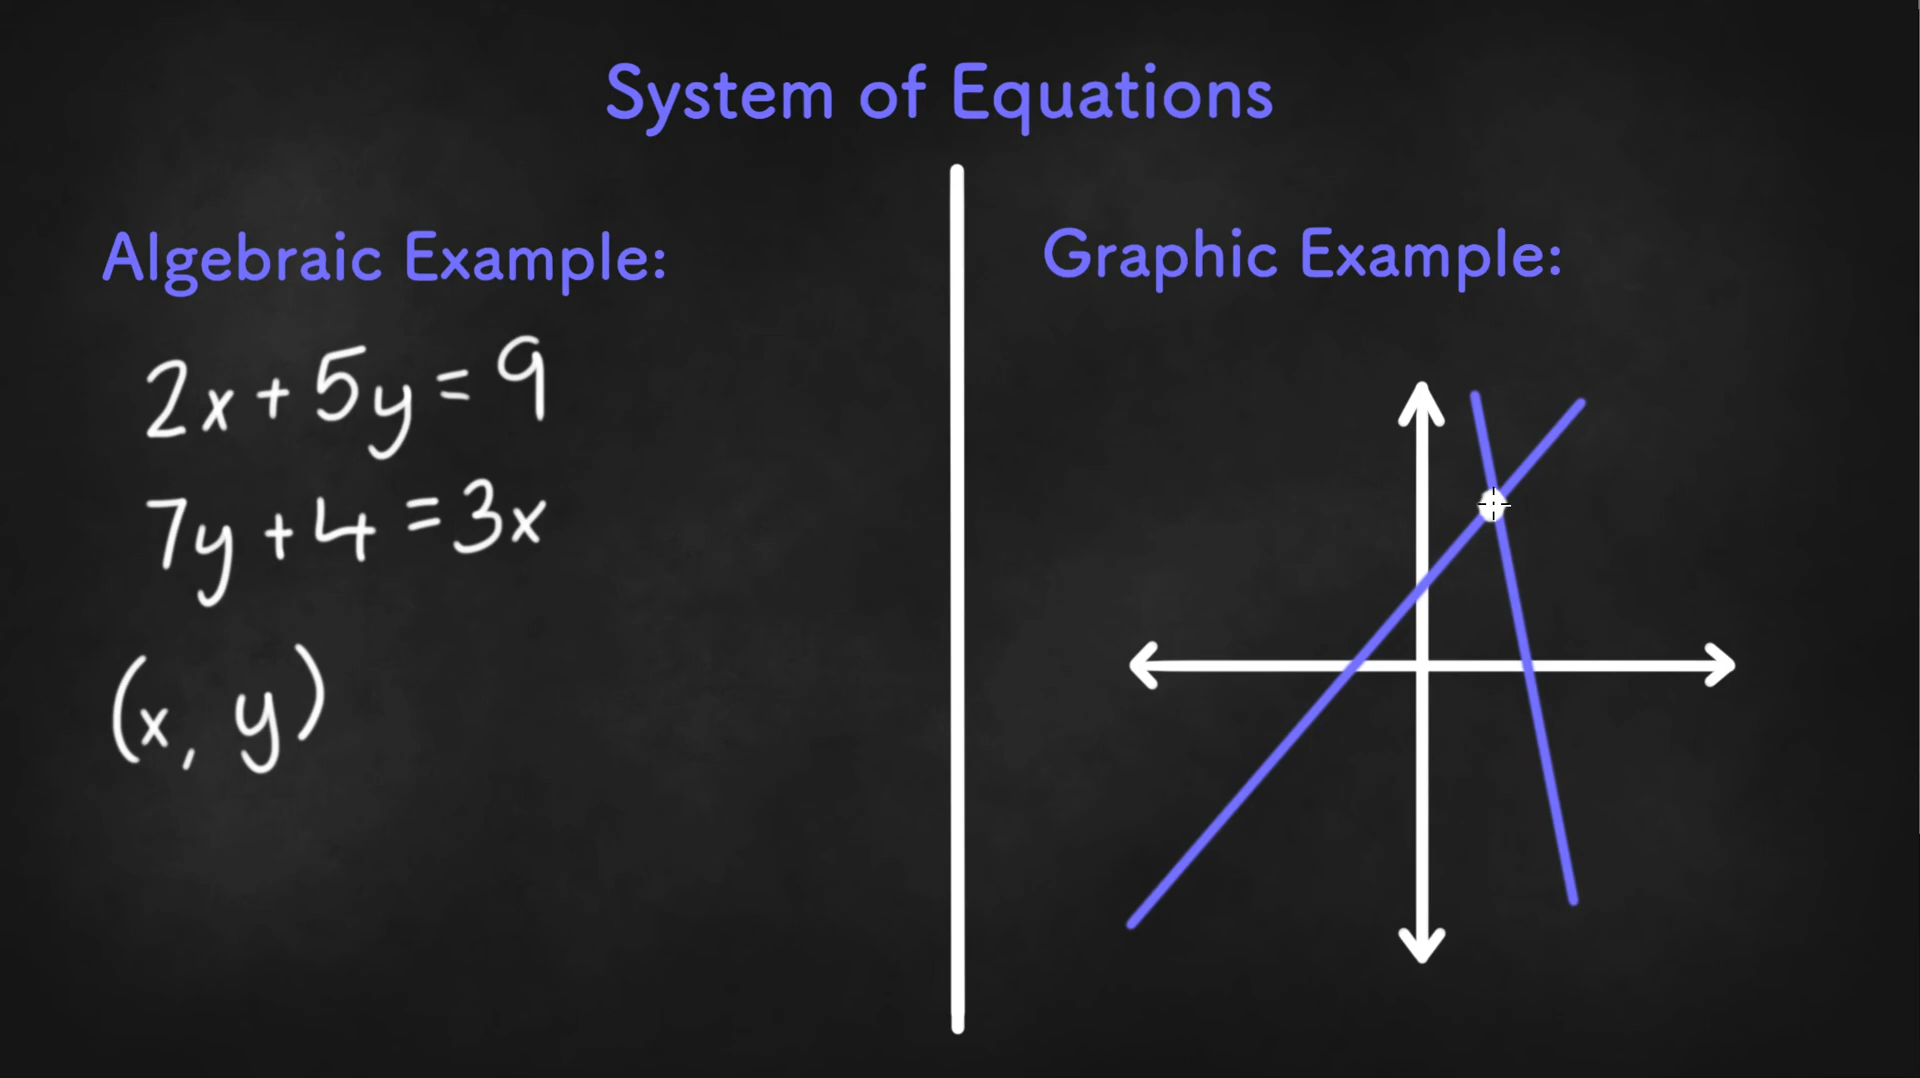 System of Equations
Algebraic Example:
2x + 5y = 9
7y + 4 = 3x
(x, y)
Graphic Example: